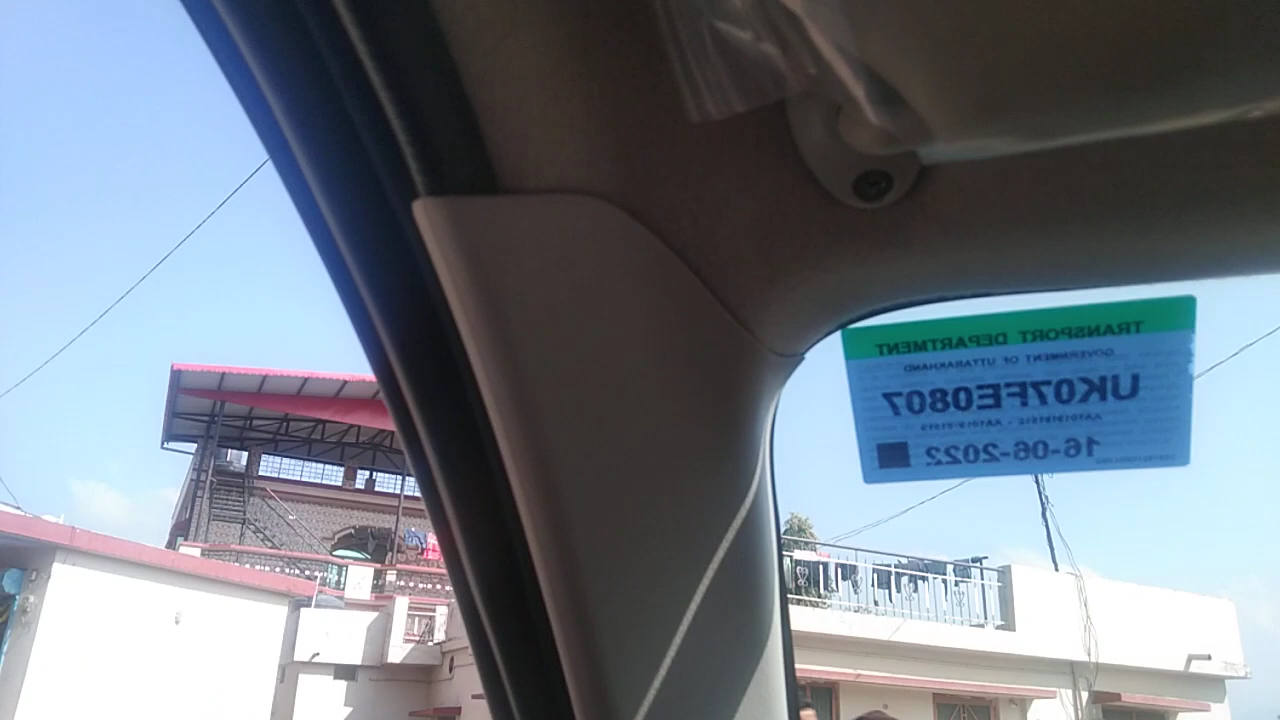 TRANSPORT DEPARTMENT
GOVERNMENT OF UTTARAKHAND
UK07FE0807
16-06-2022